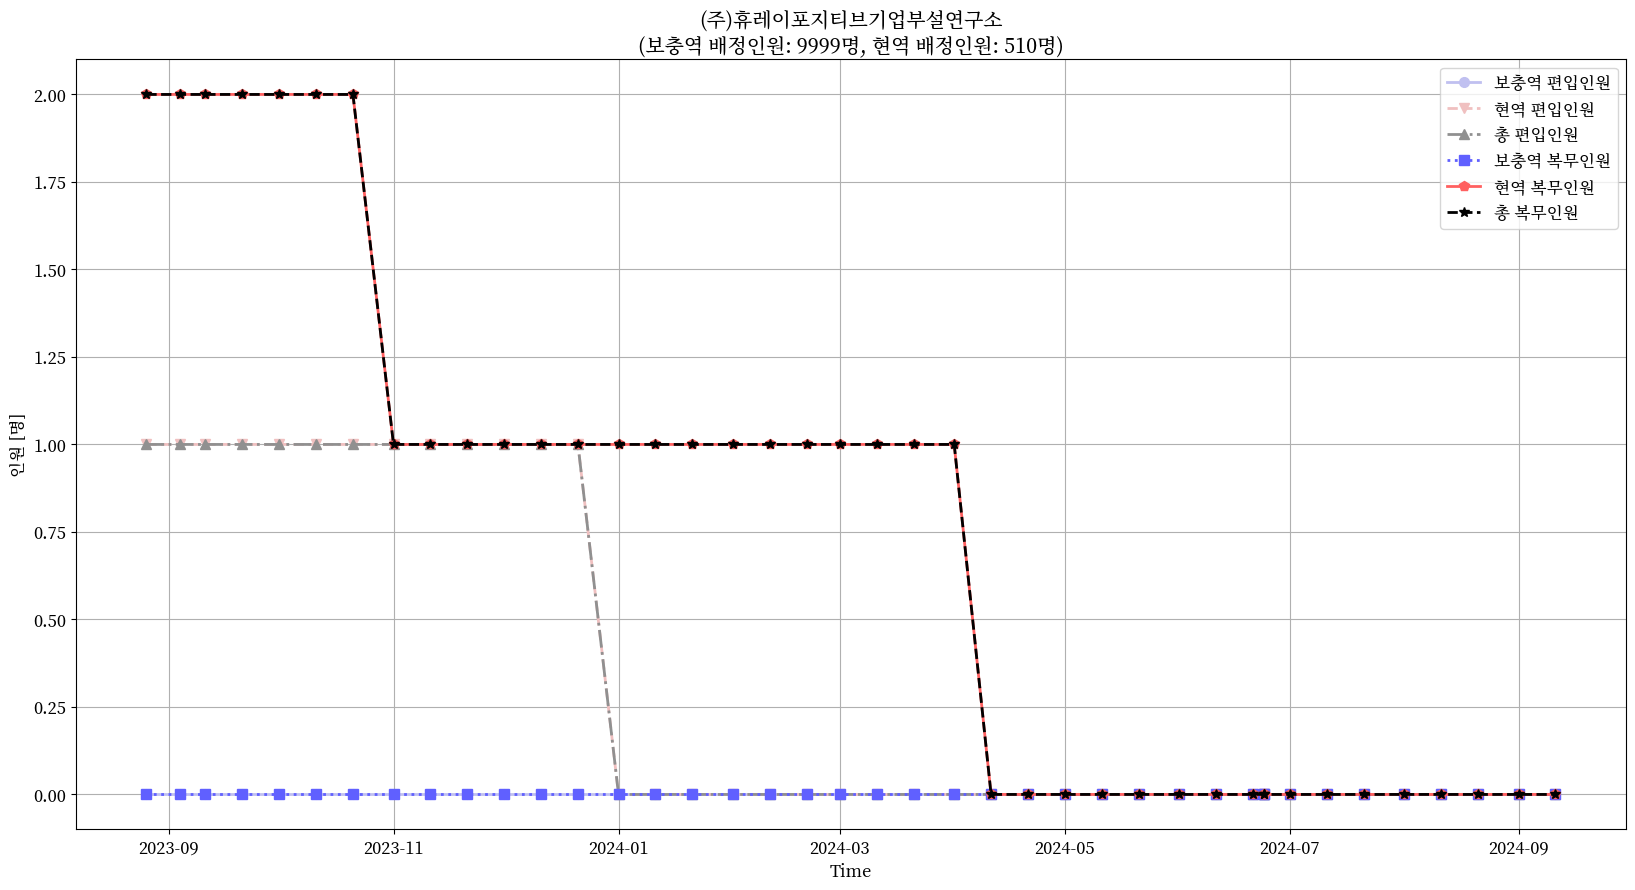 (주)휴레이포지티브기업부설연구소
(보충역 배정인원: 9999명, 현역 배정인원: 510명)
보충역 편입인원
현역 편입인원
총 편입인원
보충역 복무인원
현역 복무인원
총 복무인원
인원 [명]
2.00
1.75
1.50
1.25
1.00
0.75
0.50
0.25
0.00
2023-09 2023-11 2024-01 2024-03 2024-05 2024-07 2024-09
Time